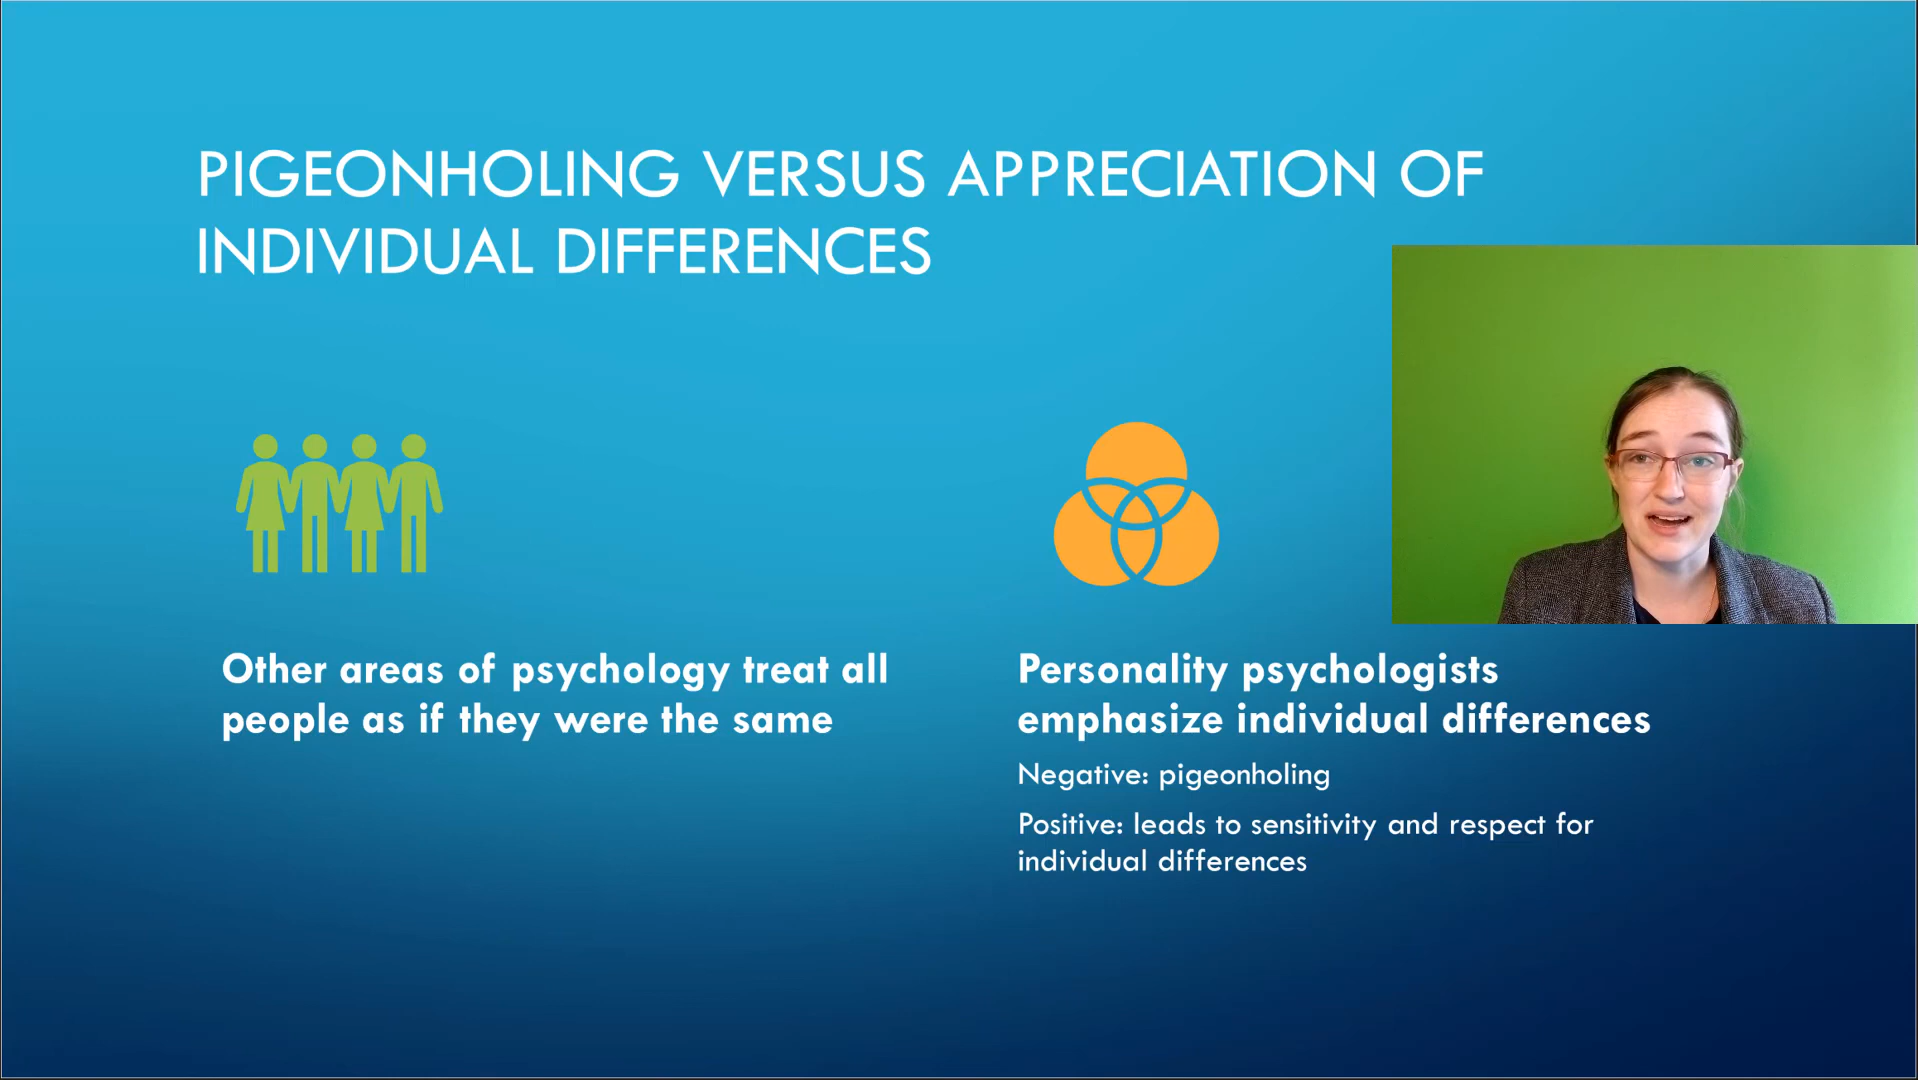 PIGEONHOLING VERSUS APPRECIATION OF
INDIVIDUAL DIFFERENCES
Other areas of psychology treat all
people as if they were the same
Personality psychologists
emphasize individual differences
Negative: pigeonholing
Positive: leads to sensitivity and respect for
individual differences